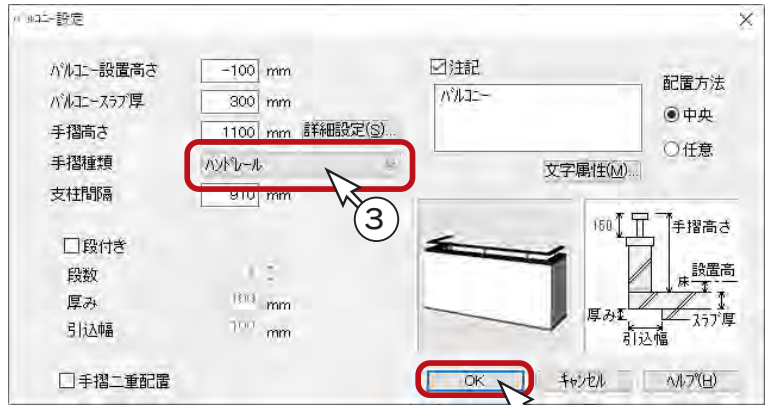 バルコニー設定
バルコニー設置高さ -100 mm
バルコニースラブ厚 300 mm
手摺高さ 1100 mm 詳細設定(S)...
手摺種類 ハンドレール
支柱間隔 910 mm
段付き
段数 1
厚み 100 mm
引込幅 100 mm
手摺二重配置
注記
バルコニー
文字属性(M)...
配置方法
中央
任意
③
150 手摺高さ
設置高
床
厚み
スラブ厚
引込幅
OK キャンセル ヘルプ(H)